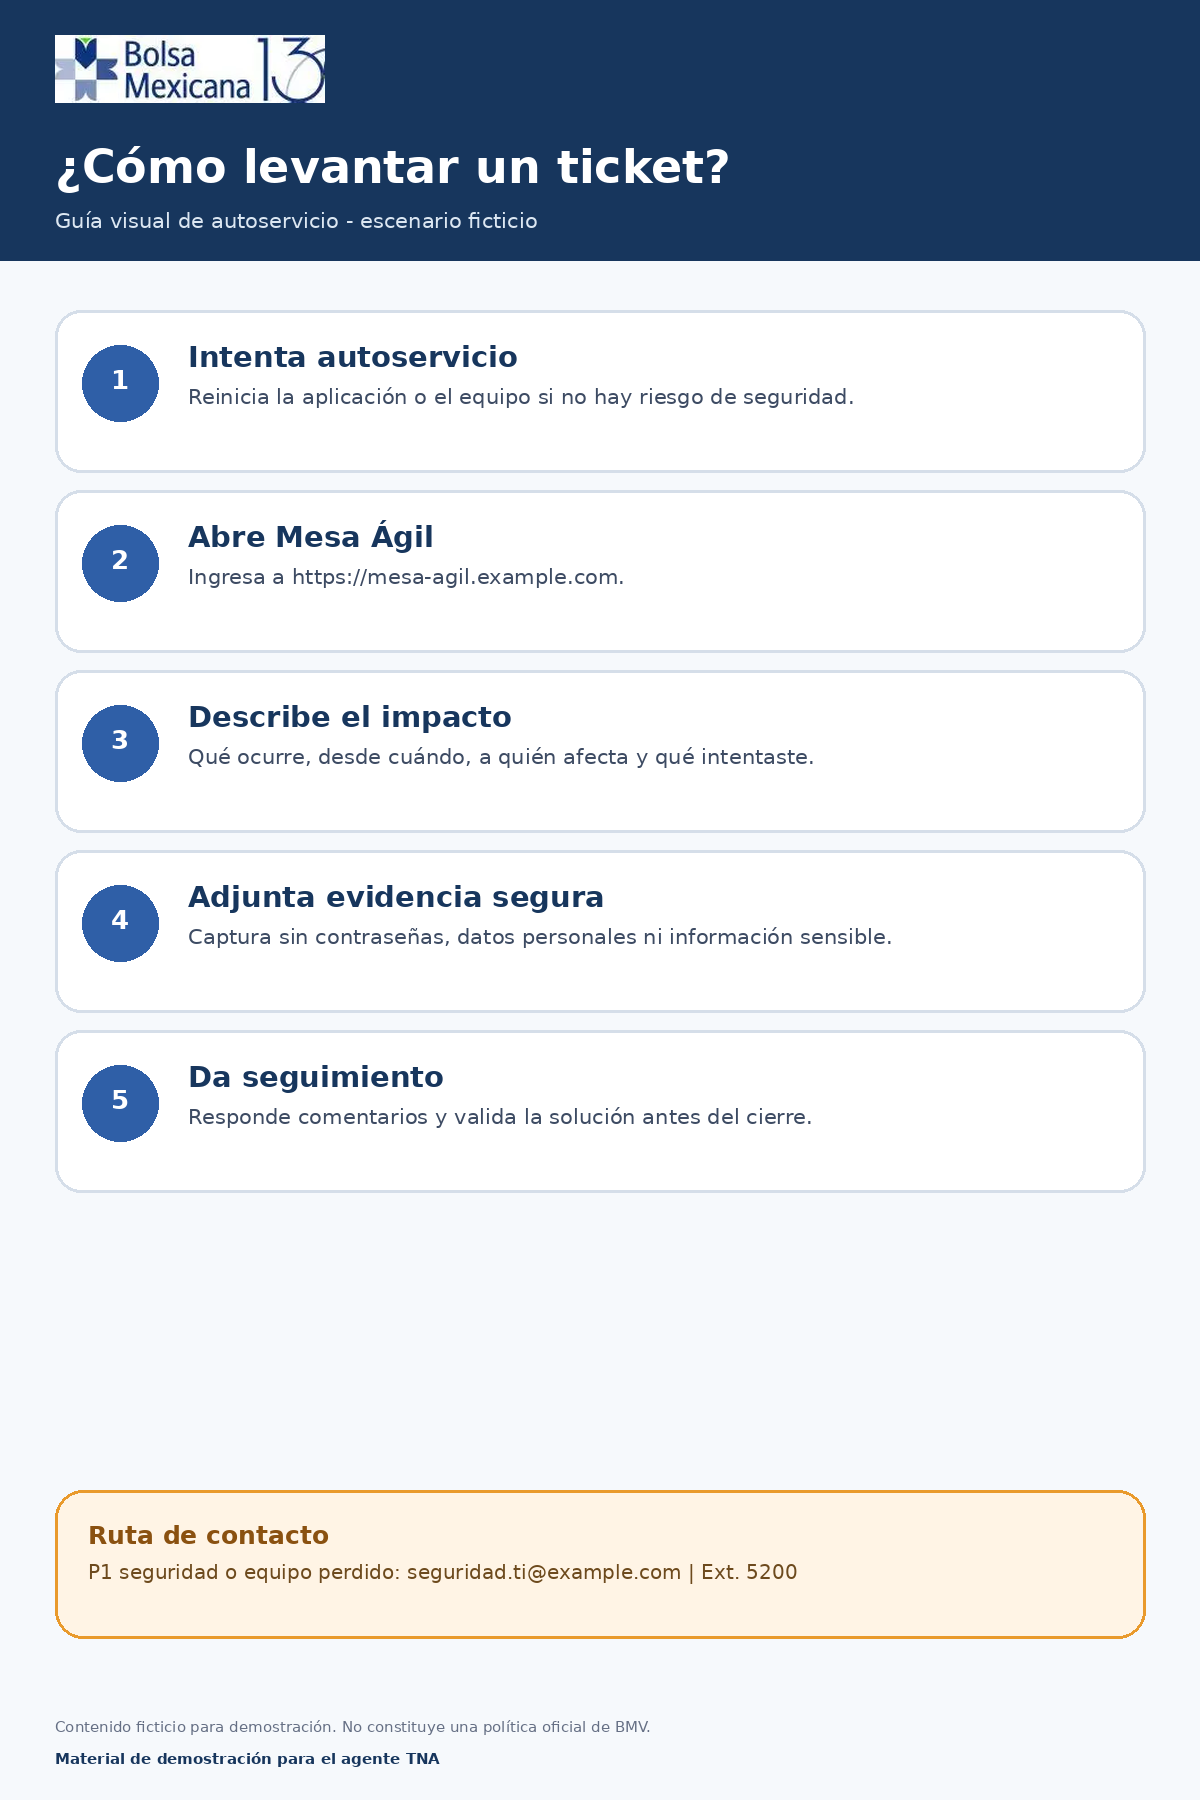 Bolsa
Mexicana
¿Cómo levantar un ticket?
Guía visual de autoservicio - escenario ficticio
1
Intenta autoservicio
Reinicia la aplicación o el equipo si no hay riesgo de seguridad.
2
Abre Mesa Ágil
Ingresa a https://mesa-agil.example.com.
3
Describe el impacto
Qué ocurre, desde cuándo, a quién afecta y qué intentaste.
4
Adjunta evidencia segura
Captura sin contraseñas, datos personales ni información sensible.
5
Da seguimiento
Responde comentarios y valida la solución antes del cierre.
Ruta de contacto
P1 seguridad o equipo perdido: seguridad.ti@example.com | Ext. 5200
Contenido ficticio para demostración. No constituye una política oficial de BMV.
Material de demostración para el agente TNA